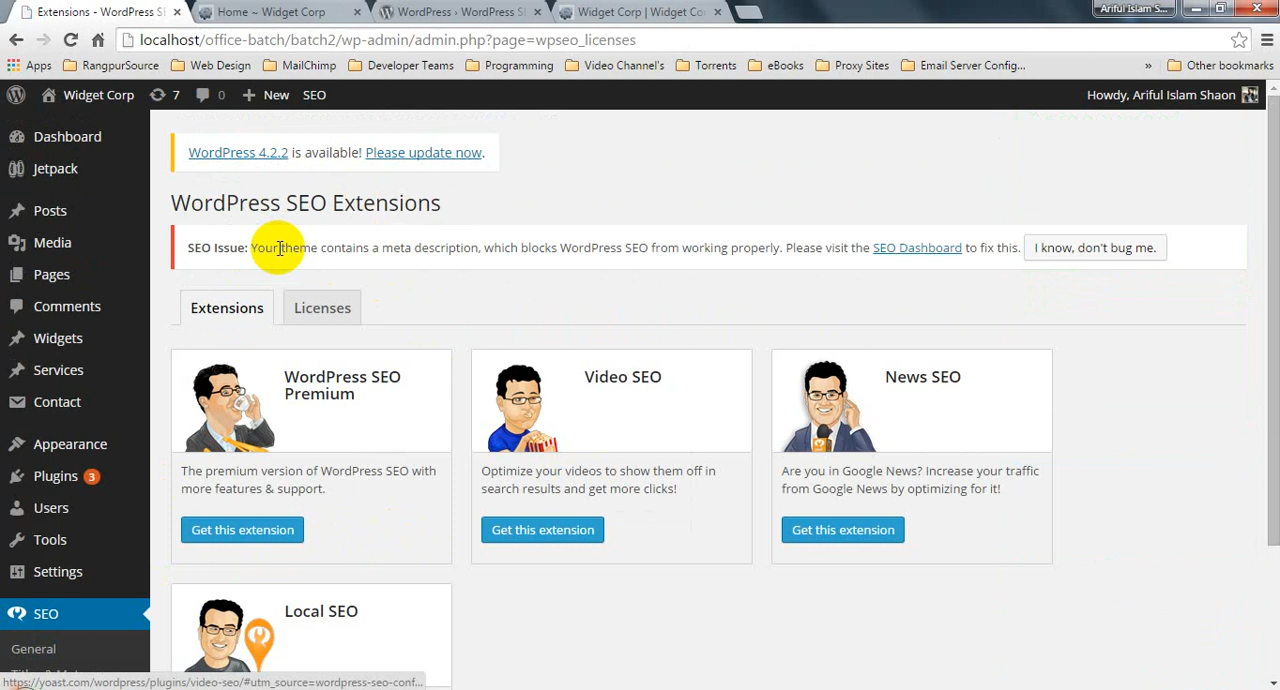 Extensions - WordPress S
Home ~ Widget Corp
WordPress › WordPress S
Widget Corp | Widget Co
Ariful Islam S...
localhost/office-batch/batch2/wp-admin/admin.php?page=wpseo_licenses
Apps
RangpurSource
Web Design
MailChimp
Developer Teams
Programming
Video Channel's
Torrents
eBooks
Proxy Sites
Email Server Config...
»
Other bookmarks
Widget Corp
7
0
New
SEO
Howdy, Ariful Islam Shaon
Dashboard
Jetpack
Posts
Media
Pages
Comments
Widgets
Services
Contact
Appearance
Plugins 3
Users
Tools
Settings
SEO
General
WordPress 4.2.2 is available! Please update now.
WordPress SEO Extensions
SEO Issue: Your theme contains a meta description, which blocks WordPress SEO from working properly. Please visit the SEO Dashboard to fix this.
I know, don't bug me.
Extensions
Licenses
WordPress SEO
Premium
The premium version of WordPress SEO with
more features & support.
Get this extension
Video SEO
Optimize your videos to show them off in
search results and get more clicks!
Get this extension
News SEO
Are you in Google News? Increase your traffic
from Google News by optimizing for it!
Get this extension
Local SEO
https://yoast.com/wordpress/plugins/video-seo/#utm_source=wordpress-seo-conf...